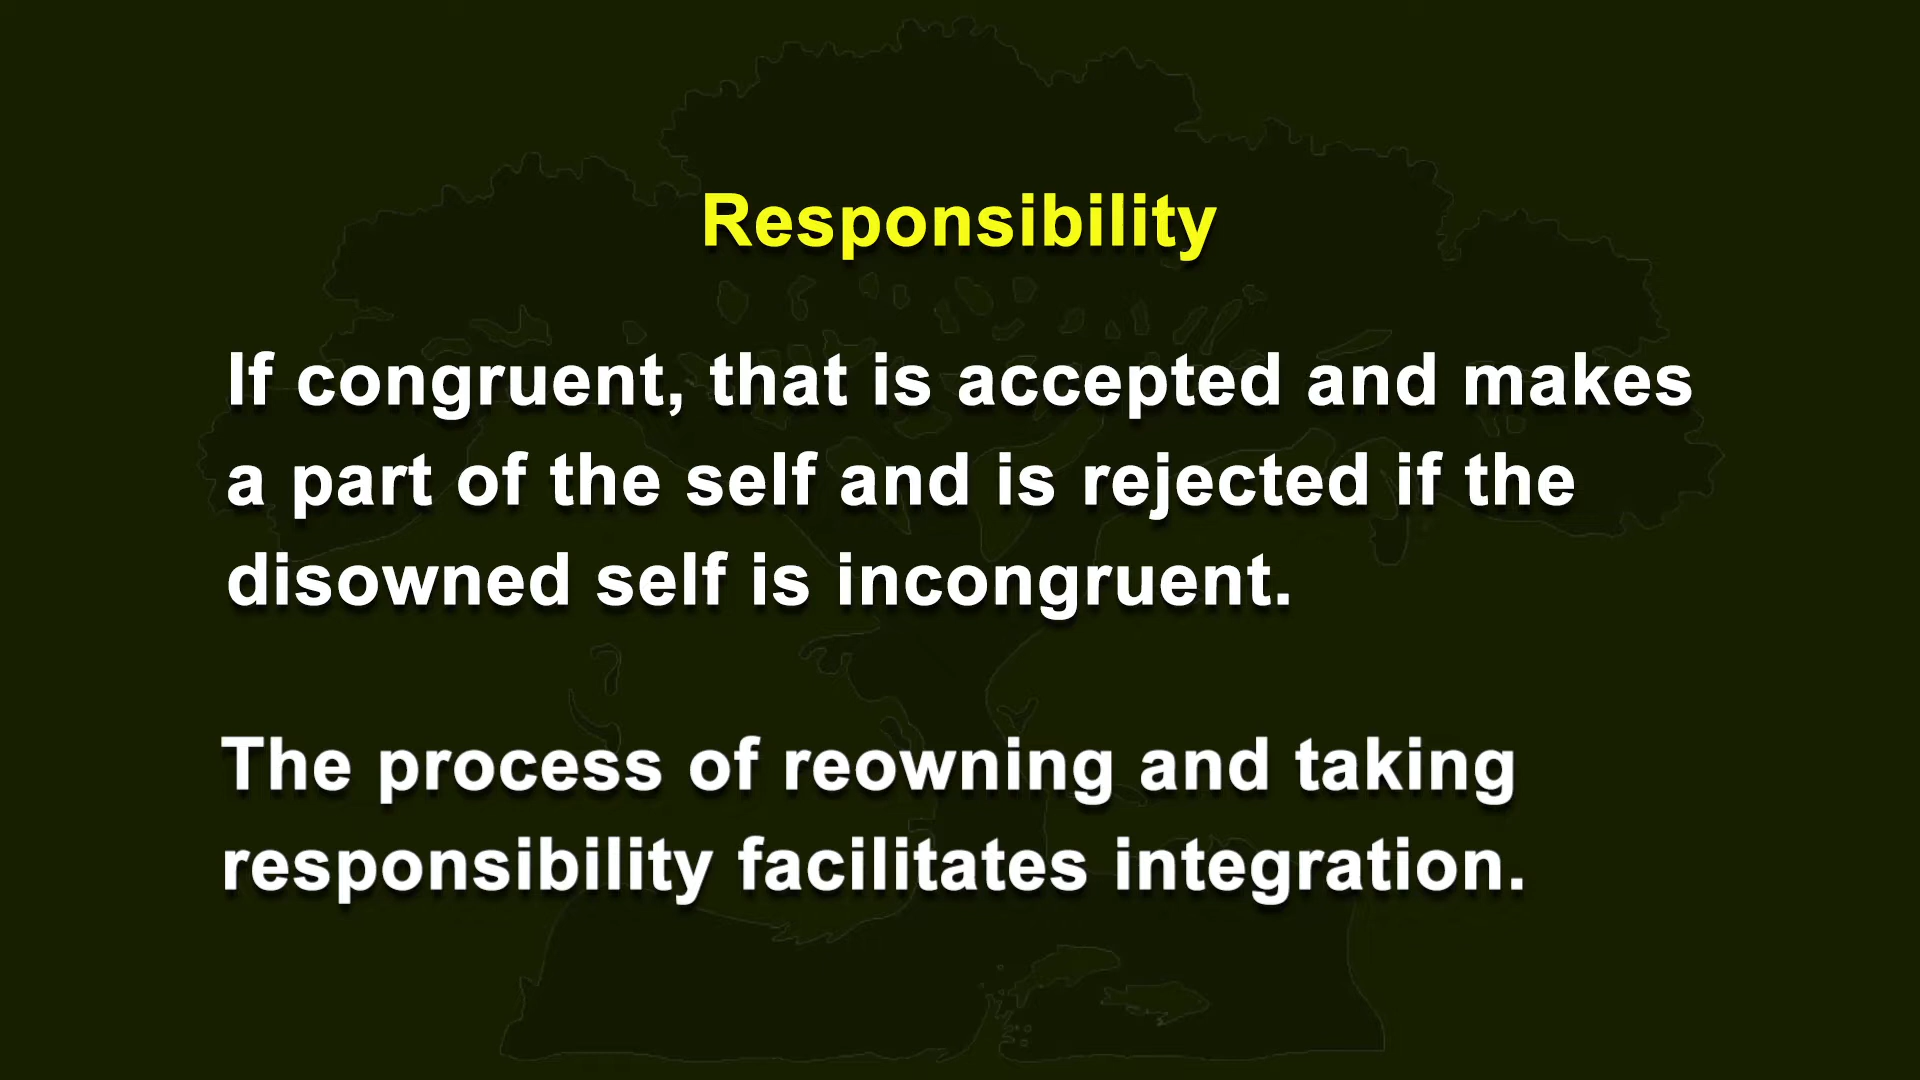 Responsibility
If congruent, that is accepted and makes
a part of the self and is rejected if the
disowned self is incongruent.
The process of reowning and taking
responsibility facilitates integration.